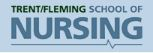 TRENT/FLEMING SCHOOL OF
NURSING